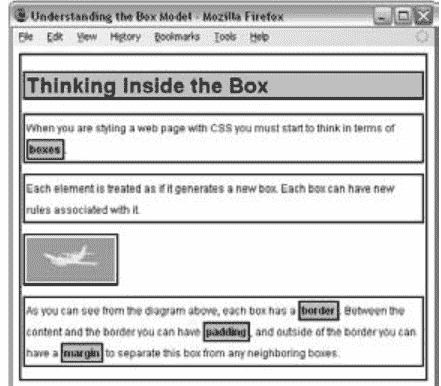 Understanding the Box Model - Mozilla Firefox
File Edit View History Bookmarks Tools Help
Thinking Inside the Box
When you are styling a web page with CSS you must start to think in terms of
boxes.
Each element is treated as if it generates a new box. Each box can have new
rules associated with it.
As you can see from the diagram above, each box has a border. Between the
content and the border you can have padding, and outside of the border you can
have a margin to separate this box from any neighboring boxes.